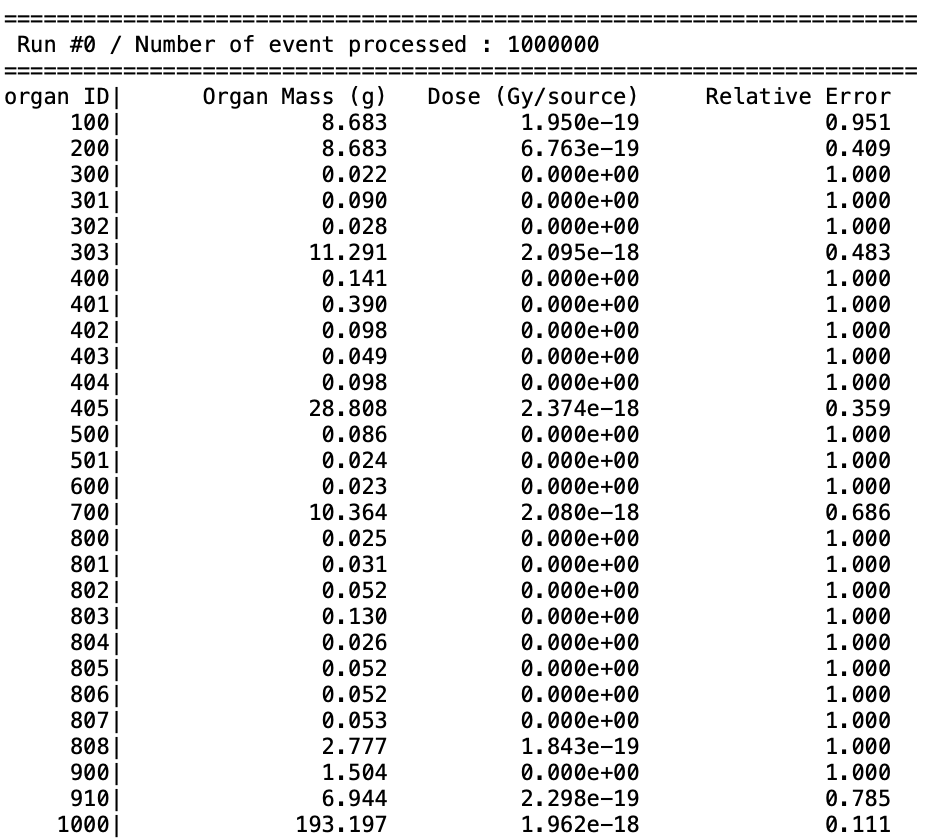 ======================================================================
Run #0 / Number of event processed : 1000000
======================================================================
organ ID| Organ Mass (g) Dose (Gy/source) Relative Error
100| 8.683 1.950e-19 0.951
200| 8.683 6.763e-19 0.409
300| 0.022 0.000e+00 1.000
301| 0.090 0.000e+00 1.000
302| 0.028 0.000e+00 1.000
303| 11.291 2.095e-18 0.483
400| 0.141 0.000e+00 1.000
401| 0.390 0.000e+00 1.000
402| 0.098 0.000e+00 1.000
403| 0.049 0.000e+00 1.000
404| 0.098 0.000e+00 1.000
405| 28.808 2.374e-18 0.359
500| 0.086 0.000e+00 1.000
501| 0.024 0.000e+00 1.000
600| 0.023 0.000e+00 1.000
700| 10.364 2.080e-18 0.686
800| 0.025 0.000e+00 1.000
801| 0.031 0.000e+00 1.000
802| 0.052 0.000e+00 1.000
803| 0.130 0.000e+00 1.000
804| 0.026 0.000e+00 1.000
805| 0.052 0.000e+00 1.000
806| 0.052 0.000e+00 1.000
807| 0.053 0.000e+00 1.000
808| 2.777 1.843e-19 1.000
900| 1.504 0.000e+00 1.000
910| 6.944 2.298e-19 0.785
1000| 193.197 1.962e-18 0.111